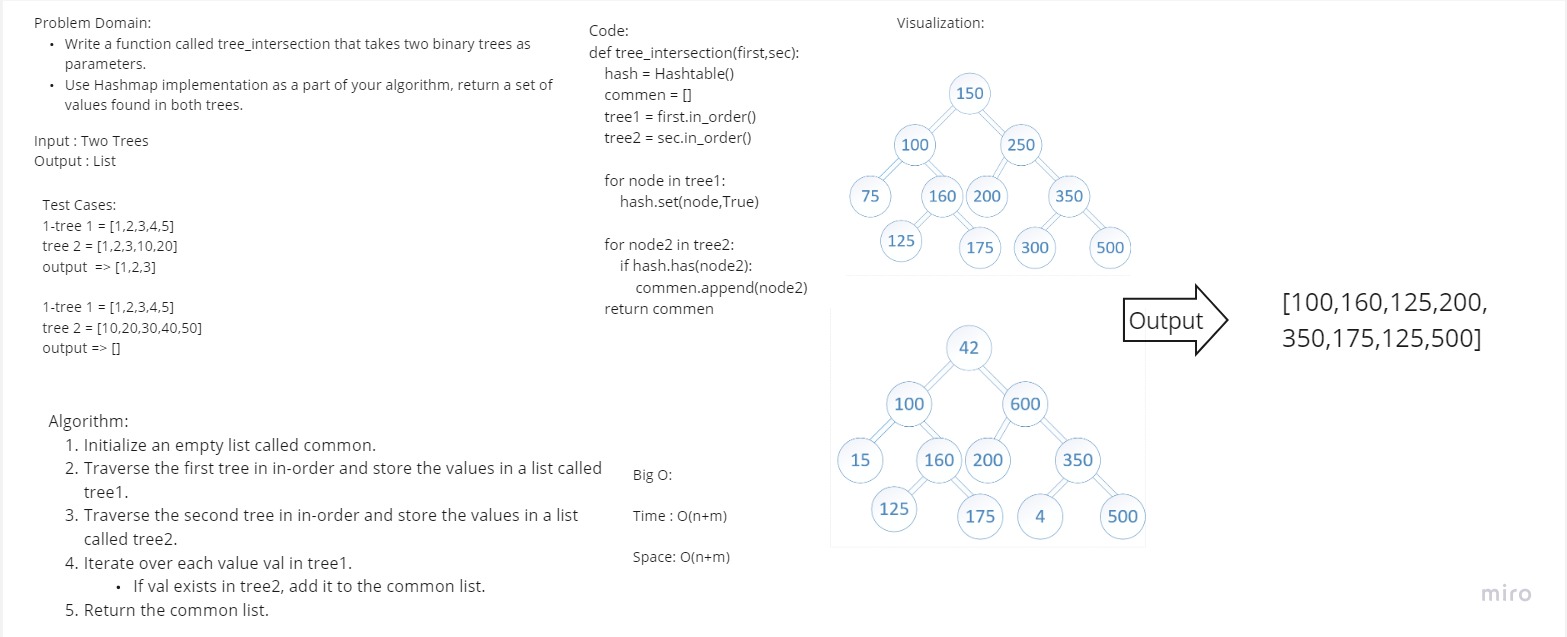 Problem Domain:
• Write a function called tree_intersection that takes two binary trees as
parameters.
• Use Hashmap implementation as a part of your algorithm, return a set of
values found in both trees.
Input : Two Trees
Output : List
Test Cases:
1-tree 1 = [1,2,3,4,5]
tree 2 = [1,2,3,10,20]
output => [1,2,3]
1-tree 1 = [1,2,3,4,5]
tree 2 = [10,20,30,40,50]
output => []
Algorithm:
1. Initialize an empty list called common.
2. Traverse the first tree in in-order and store the values in a list called
tree1.
3. Traverse the second tree in in-order and store the values in a list
called tree2.
4. Iterate over each value val in tree1.
• If val exists in tree2, add it to the common list.
5. Return the common list.
Code:
def tree_intersection(first,sec):
hash = Hashtable()
commen = []
tree1 = first.in_order()
tree2 = sec.in_order()
for node in tree1:
hash.set(node,True)
for node2 in tree2:
if hash.has(node2):
commen.append(node2)
return commen
Big O:
Time : O(n+m)
Space: O(n+m)
Visualization:
150
100 250
75 160 200 350
125 175 300 500
42
100 600
15 160 200 350
125 175 4 500
Output
[100,160,125,200,
350,175,125,500]
miro